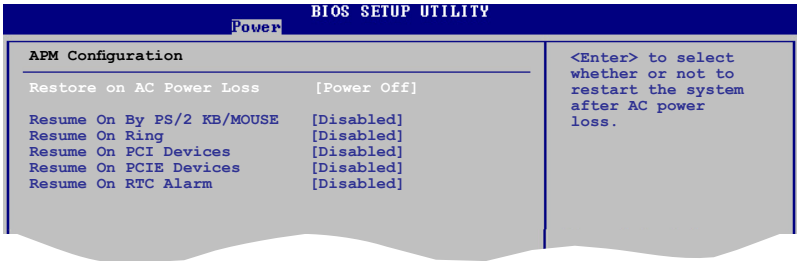 BIOS SETUP UTILITY
Power
APM Configuration
Restore on AC Power Loss [Power Off]
Resume On By PS/2 KB/MOUSE [Disabled]
Resume On Ring [Disabled]
Resume On PCI Devices [Disabled]
Resume On PCIE Devices [Disabled]
Resume On RTC Alarm [Disabled]
<Enter> to select
whether or not to
restart the system
after AC power
loss.